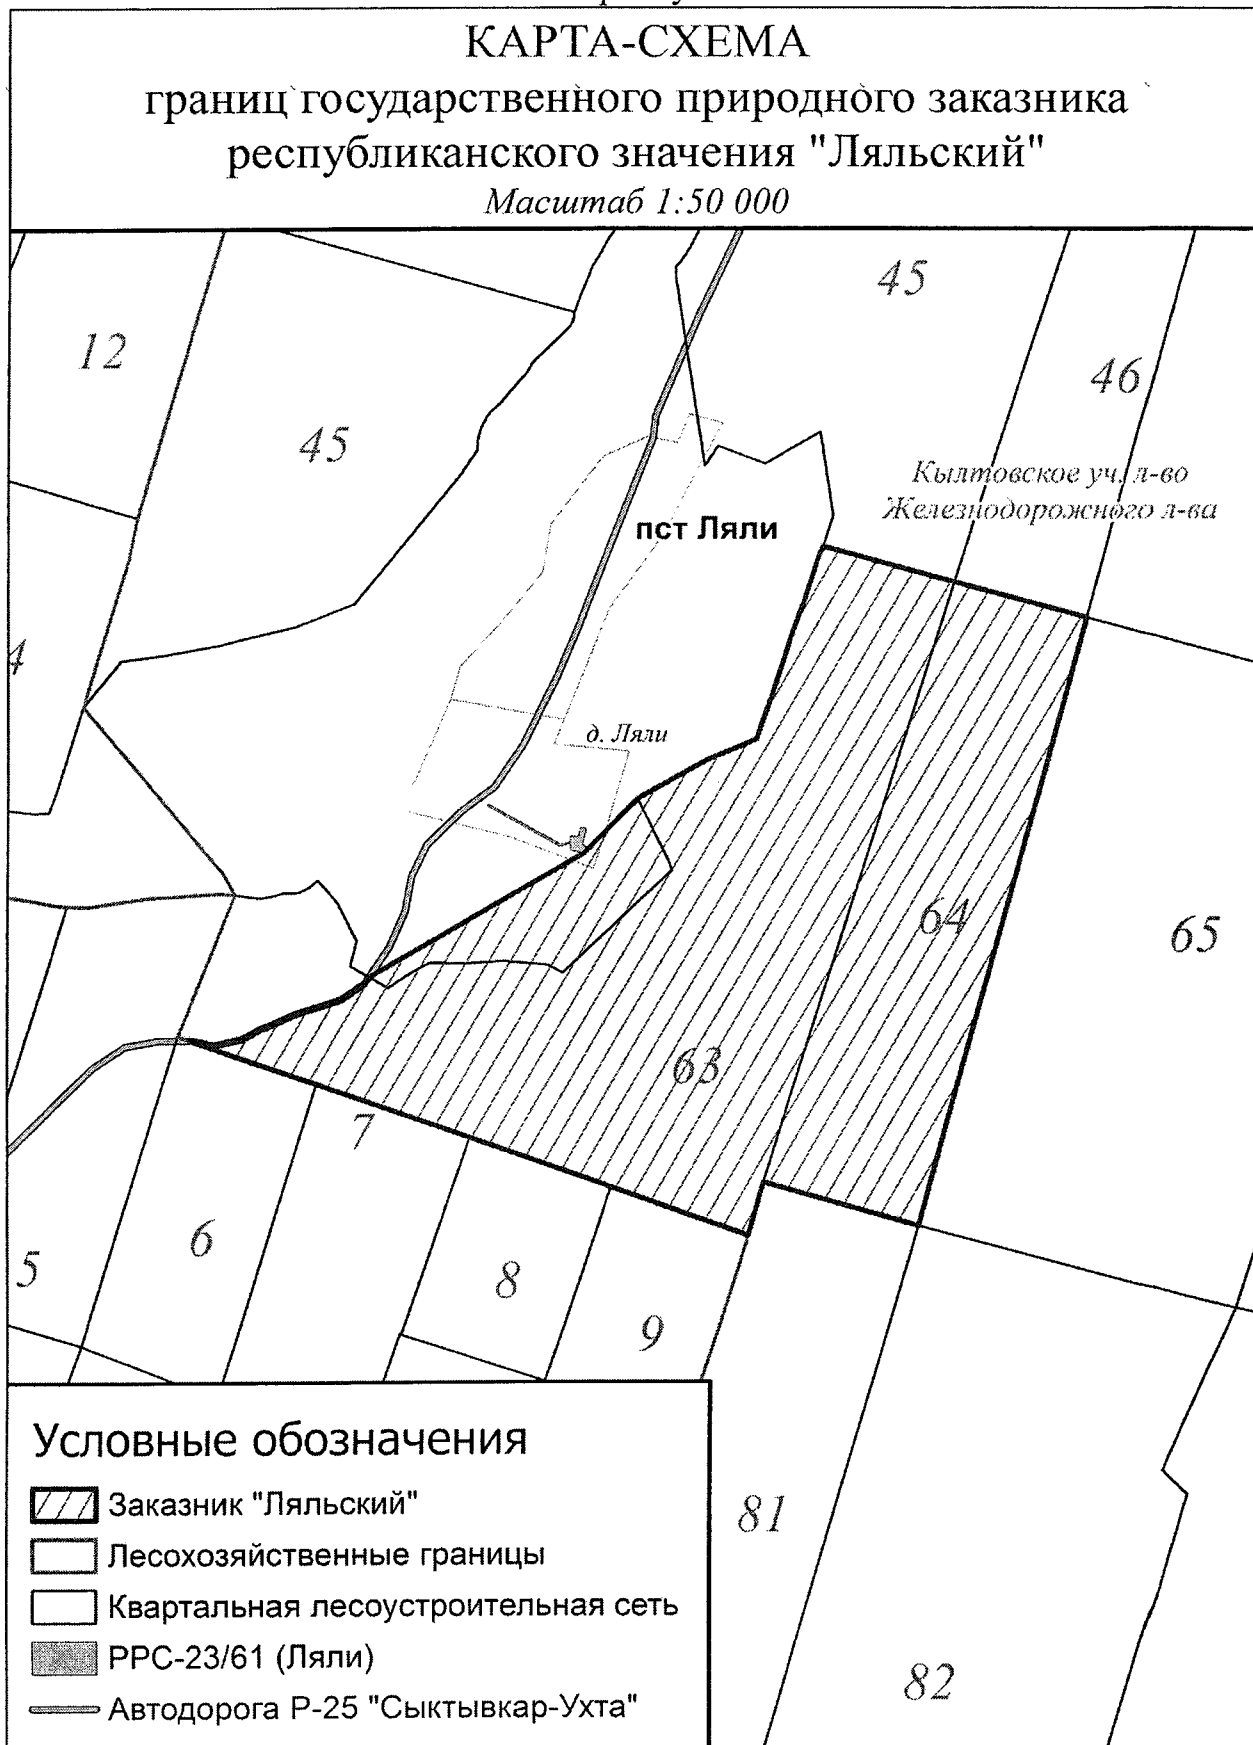 КАРТА-СХЕМА
границ государственного природного заказника
республиканского значения "Ляльский"
Масштаб 1:50 000
45
12
46
45
Кылтовское уч. л-во
Железнодорожного л-ва
пст Ляли
4
д. Ляли
64
65
63
7
6
5
8
9
Условные обозначения
Заказник "Ляльский"
Лесохозяйственные границы
Квартальная лесоустроительная сеть
РРС-23/61 (Ляли)
Автодорога Р-25 "Сыктывкар-Ухта"
81
82